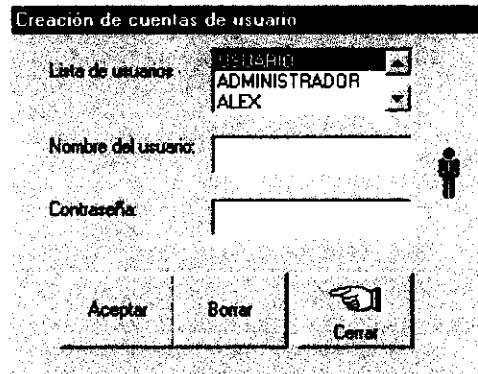 Creación de cuentas de usuario
Lista de usuarios
USUARIO
ADMINISTRADOR
ALEX
Nombre del usuario:
Contraseña:
Aceptar
Borrar
Cerrar